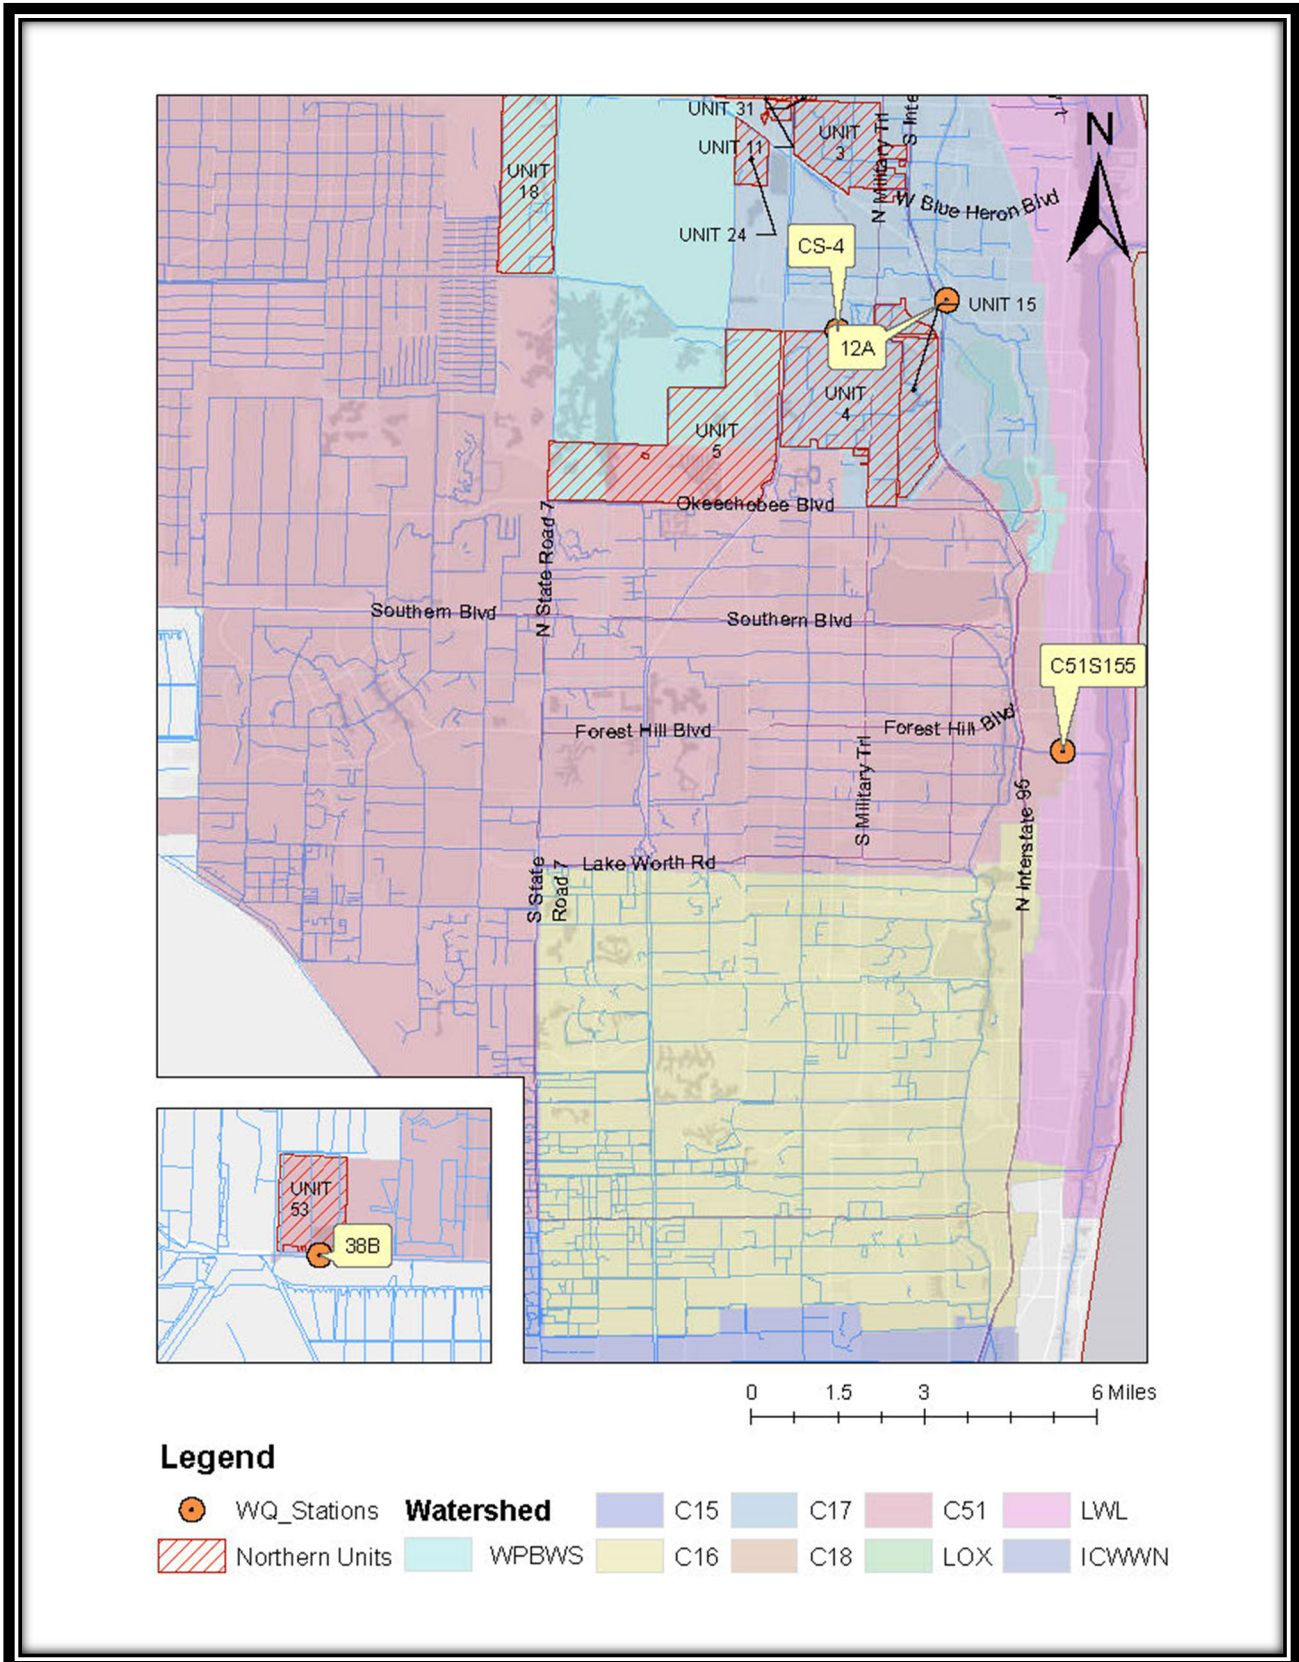 UNIT 31
UNIT
3
N Military Trl
S Inte
N
UNIT 11
UNIT
18
W Blue Heron Blvd
UNIT 24
CS-4
UNIT 15
12A
UNIT
4
UNIT
5
Okeechobee Blvd
N State Road 7
Southern Blvd
Southern Blvd
C51S155
Forest Hill Blvd
Forest Hill Blvd
S Military Trl
N Interstate 95
Lake Worth Rd
S State
Road 7
UNIT
53
38B
0 1.5 3 6 Miles
Legend
WQ_Stations Watershed C15 C17 C51 LWL
Northern Units WPBWS C16 C18 LOX ICWWN